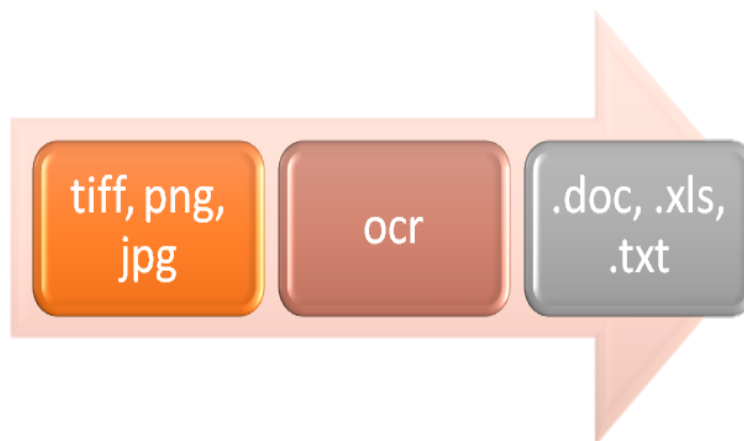 tiff, png,
jpg
ocr
.doc, .xls,
.txt